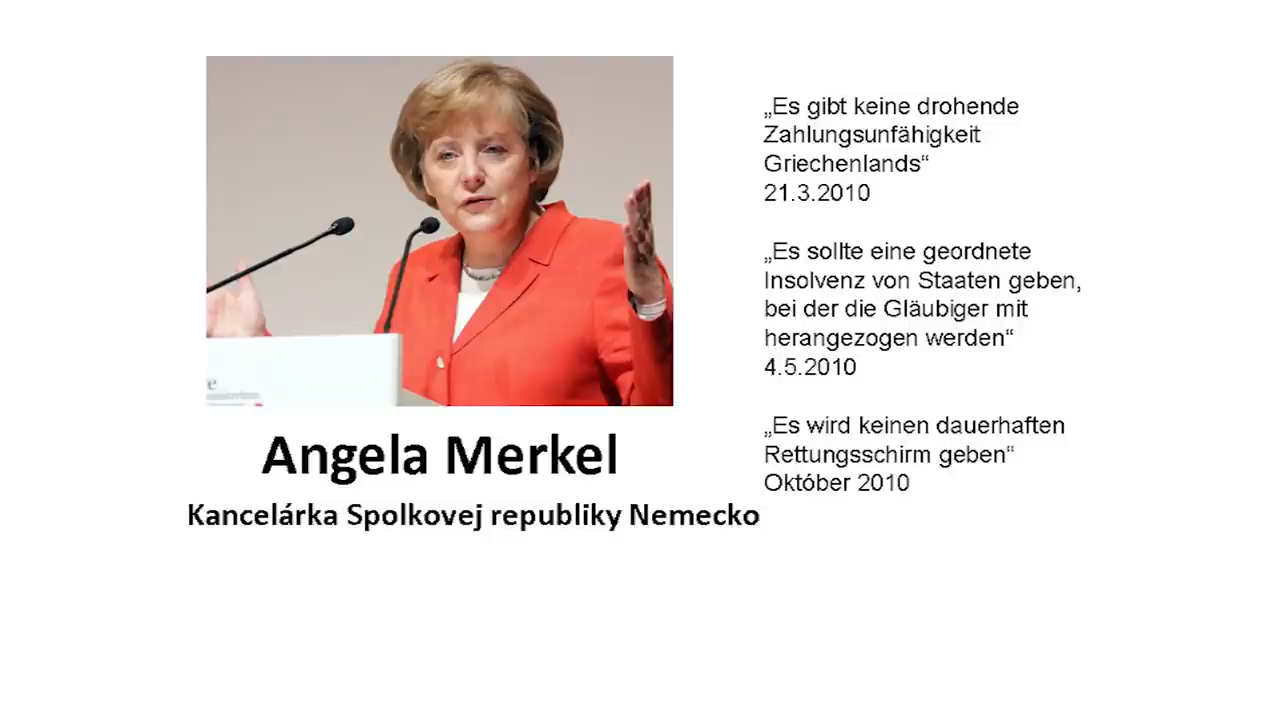 „Es gibt keine drohende
Zahlungsunfähigkeit
Griechenlands“
21.3.2010
„Es sollte eine geordnete
Insolvenz von Staaten geben,
bei der die Gläubiger mit
herangezogen werden“
4.5.2010
„Es wird keinen dauerhaften
Rettungsschirm geben“
Október 2010
Angela Merkel
Kancelárka Spolkovej republiky Nemecko